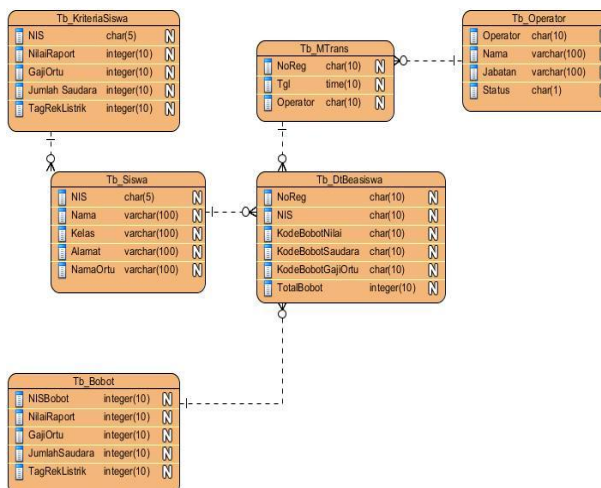 Tb_KriteriaSiswa
NIS char(5) N
NilaiRaport integer(10) N
GajiOrtu integer(10) N
Jumlah Saudara integer(10) N
TagRekListrik integer(10) N
Tb_MTrans
NoReg char(10) N
Tgl time(10) N
Operator char(10) N
Tb_Operator
Operator char(10)
Nama varchar(100)
Jabatan varchar(100)
Status char(1)
Tb_Siswa
NIS char(5) N
Nama varchar(100) N
Kelas varchar(100) N
Alamat varchar(100) N
NamaOrtu varchar(100) N
Tb_DtBeasiswa
NoReg char(10) N
NIS char(10) N
KodeBobotNilai char(10) N
KodeBobotSaudara char(10) N
KodeBobotGajiOrtu char(10) N
TotalBobot integer(10) N
Tb_Bobot
NISBobot integer(10) N
NilaiRaport integer(10) N
GajiOrtu integer(10) N
JumlahSaudara integer(10) N
TagRekListrik integer(10) N